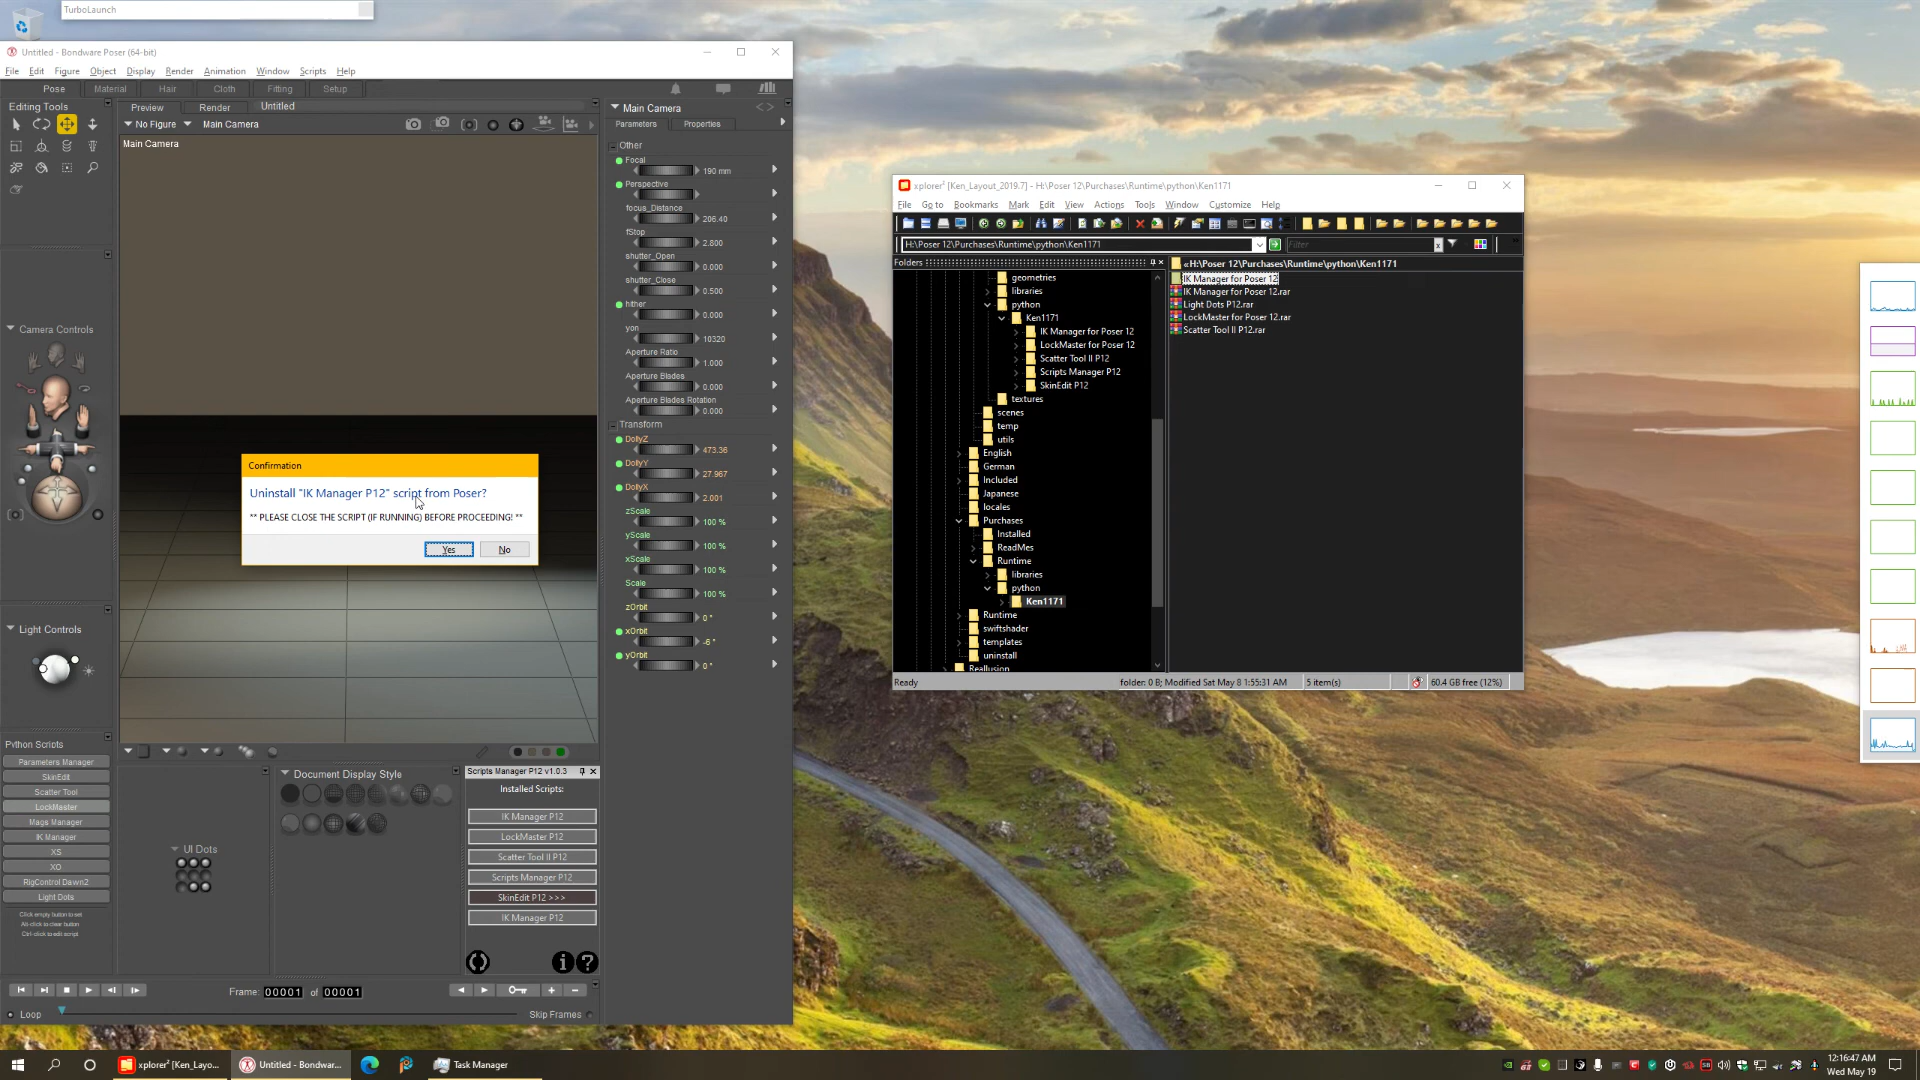 TurboLaunch
Untitled - Bondware Poser (64-bit)
File Edit Figure Object Display Render Animation Window Scripts Help
Pose Material Hair Cloth Fitting Setup
Editing Tools
Preview Render Untitled
No Figure Main Camera
Main Camera
Main Camera
Parameters Properties
Other
Focal
190 mm
Perspective
focus_Distance
206.40
fStop
2.800
shutter_Open
0.000
shutter_Close
0.500
hither
0.000
yon
10320
Aperture Ratio
1.000
Aperture Blades
0.000
Aperture Blades Rotation
0.000
Transform
DollyZ
473.36
DollyY
27.967
DollyX
2.001
zScale
100 %
yScale
100 %
xScale
100 %
Scale
100 %
zOrbit
0 °
xOrbit
-6 °
yOrbit
0 °
Camera Controls
Light Controls
Confirmation
Uninstall "IK Manager P12" script from Poser?
** PLEASE CLOSE THE SCRIPT (IF RUNNING) BEFORE PROCEEDING! **
Yes No
Python Scripts
Parameters Manager
SkinEdit
Scatter Tool
LockMaster
Mags Manager
IK Manager
XS
XO
RigControl Dawn2
Light Dots
Click empty button to set
Alt-click to clear button
Ctrl-click to edit script
UI Dots
Document Display Style
Scripts Manager P12 v1.0.3
Installed Scripts:
IK Manager P12
LockMaster P12
Scatter Tool II P12
Scripts Manager P12
SkinEdit P12 >>>
IK Manager P12
Frame: 00001 of 00001
Loop
Skip Frames
xplorer² [Ken_Layout_2019.7] - H:\Poser 12\Purchases\Runtime\python\Ken1171
File Go to Bookmarks Mark Edit View Actions Tools Window Customize Help
H:\Poser 12\Purchases\Runtime\python\Ken1171
Filter
Folders
geometries
libraries
python
Ken1171
IK Manager for Poser 12
LockMaster for Poser 12
Scatter Tool II P12
Scripts Manager P12
SkinEdit P12
textures
scenes
temp
utils
English
German
Included
Japanese
locales
Purchases
Installed
ReadMes
Runtime
libraries
python
Ken1171
Runtime
swiftshader
templates
uninstall
Reallusion
«H:\Poser 12\Purchases\Runtime\python\Ken1171
IK Manager for Poser 12
IK Manager for Poser 12.rar
Light Dots P12.rar
LockMaster for Poser 12.rar
Scatter Tool II P12.rar
Ready
folder: 0 B; Modified Sat May 8 1:55:31 AM
5 item(s)
60.4 GB free (12%)
xplorer² [Ken_Layo...
Untitled - Bondwar...
Task Manager
12:16:47 AM
Wed May 19